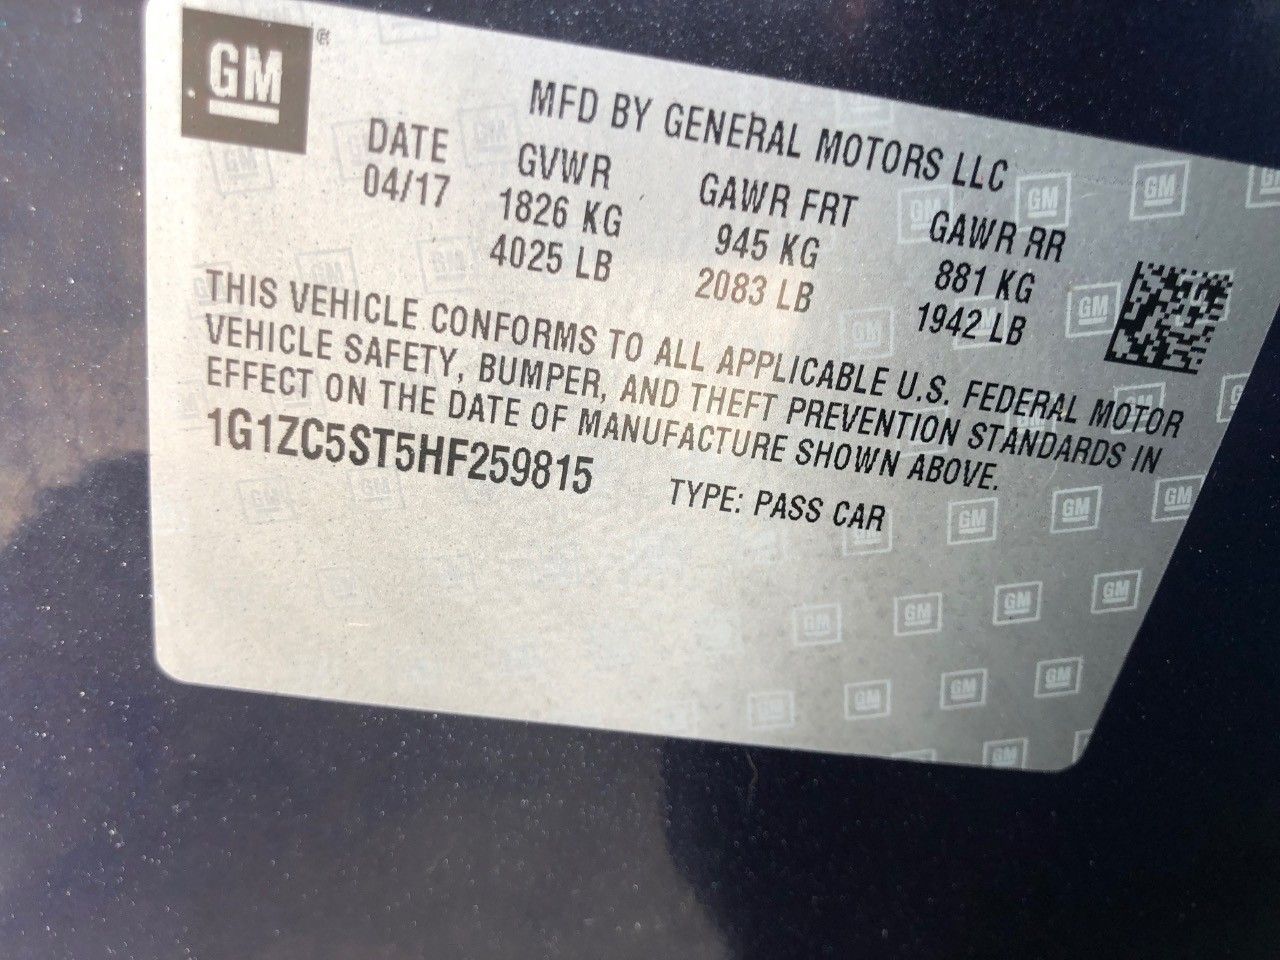 GM®
MFD BY GENERAL MOTORS LLC
DATE GVWR GAWR FRT GAWR RR
04/17 1826 KG 945 KG 881 KG
4025 LB 2083 LB 1942 LB
THIS VEHICLE CONFORMS TO ALL APPLICABLE U.S. FEDERAL MOTOR
VEHICLE SAFETY, BUMPER, AND THEFT PREVENTION STANDARDS IN
EFFECT ON THE DATE OF MANUFACTURE SHOWN ABOVE.
1G1ZC5ST5HF259815 TYPE: PASS CAR